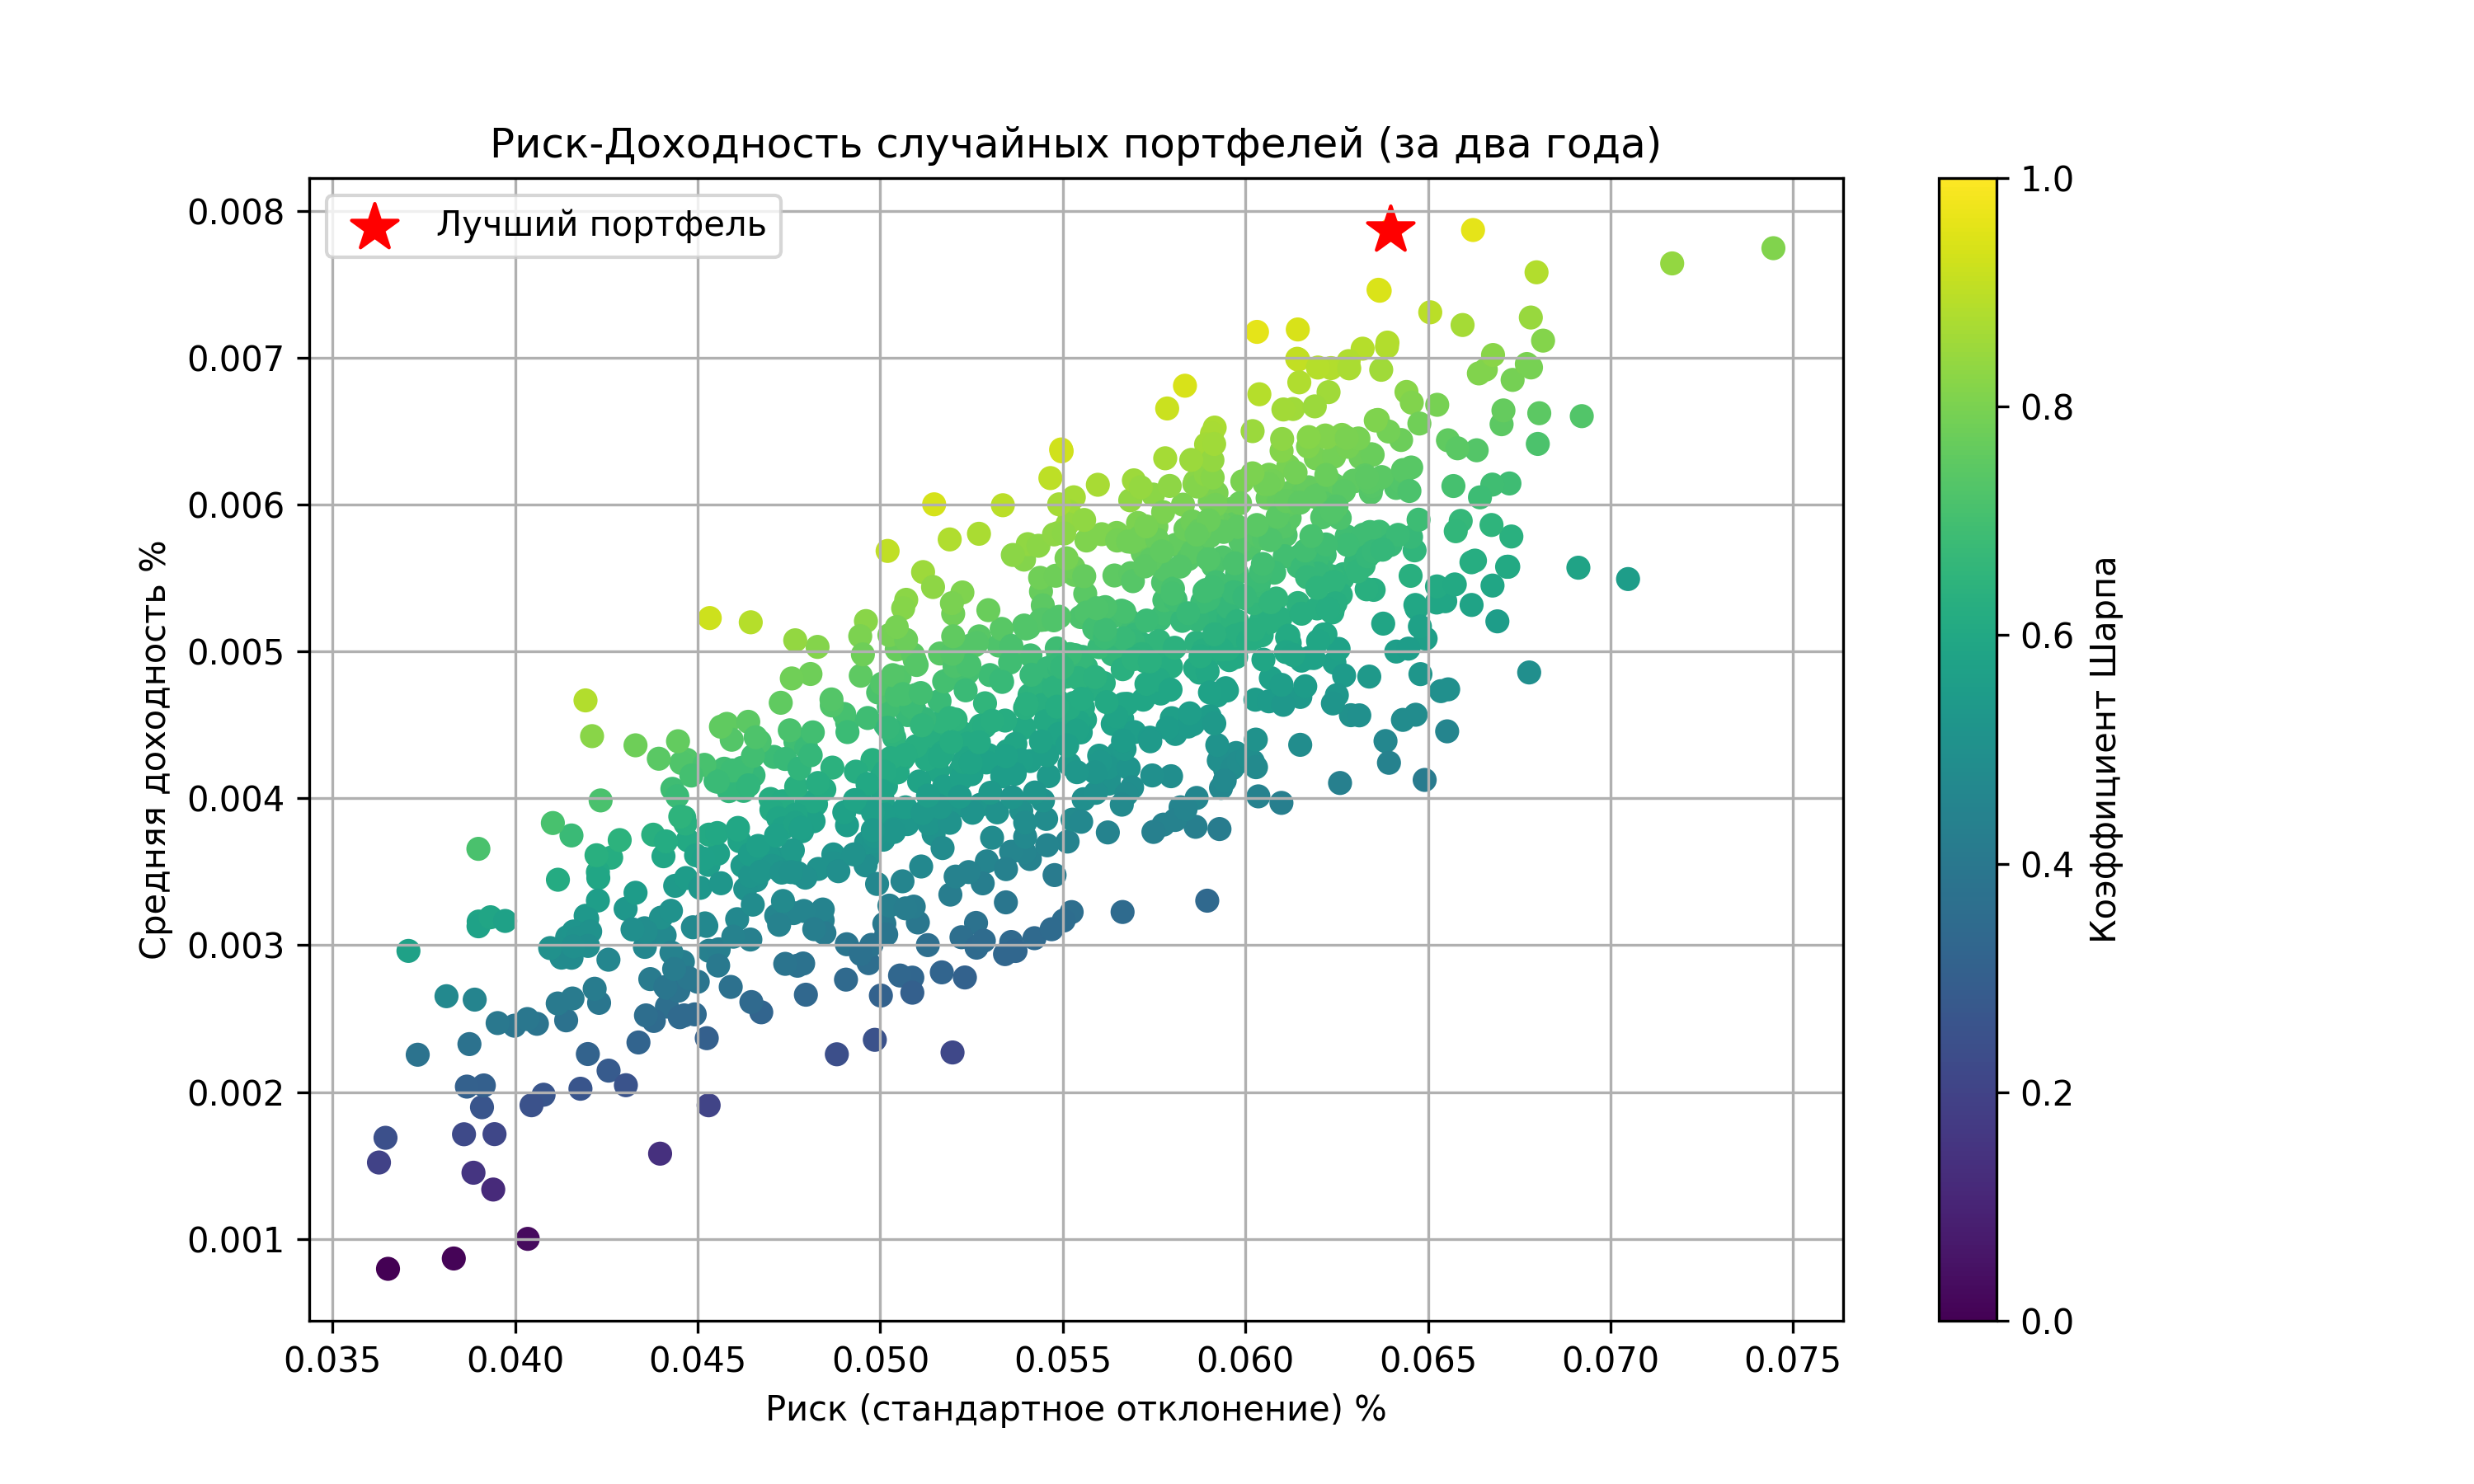 Риск-Доходность случайных портфелей (за два года)
Лучший портфель
Средняя доходность %
0.008
0.007
0.006
0.005
0.004
0.003
0.002
0.001
0.035 0.040 0.045 0.050 0.055 0.060 0.065 0.070 0.075
Риск (стандартное отклонение) %
1.0
0.8
0.6
0.4
0.2
0.0
Коэффициент Шарпа